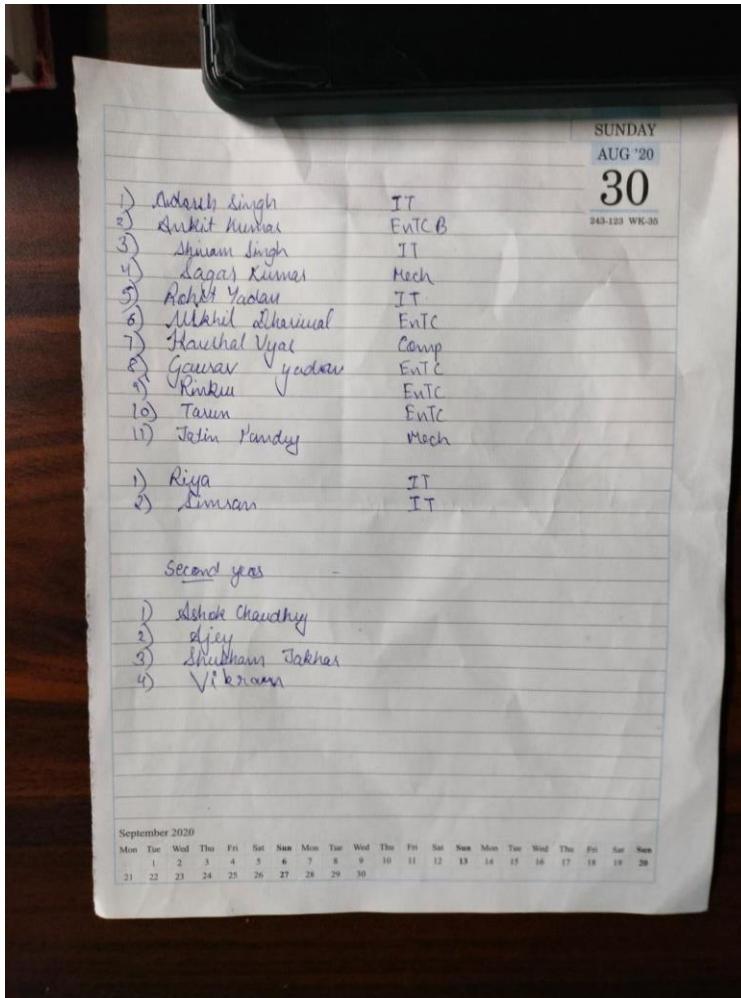 SUNDAY
AUG '20
30
243-123 WK-35
1) Adarsh Singh IT
2) Ankit Kumar EnTC B
3) Shivam Singh IT
4) Sagar Kumar Mech
5) Rohit Yadav IT
6) Nikhil Dhariwal EnTC
7) Kaushal Vyas Comp
8) Gaurav yadav EnTC
9) Rinku EnTC
10) Tarun EnTC
11) Jatin Pandey Mech
1) Riya IT
2) Simran IT
Second year
1) Ashok Chaudhry
2) Ajey
3) Shubham Jakhar
4) Vikram
September 2020
Mon Tue Wed Thu Fri Sat Sun Mon Tue Wed Thu Fri Sat Sun Mon Tue Wed Thu Fri Sat Sun
1 2 3 4 5 6 7 8 9 10 11 12 13 14 15 16 17 18 19 20
21 22 23 24 25 26 27 28 29 30